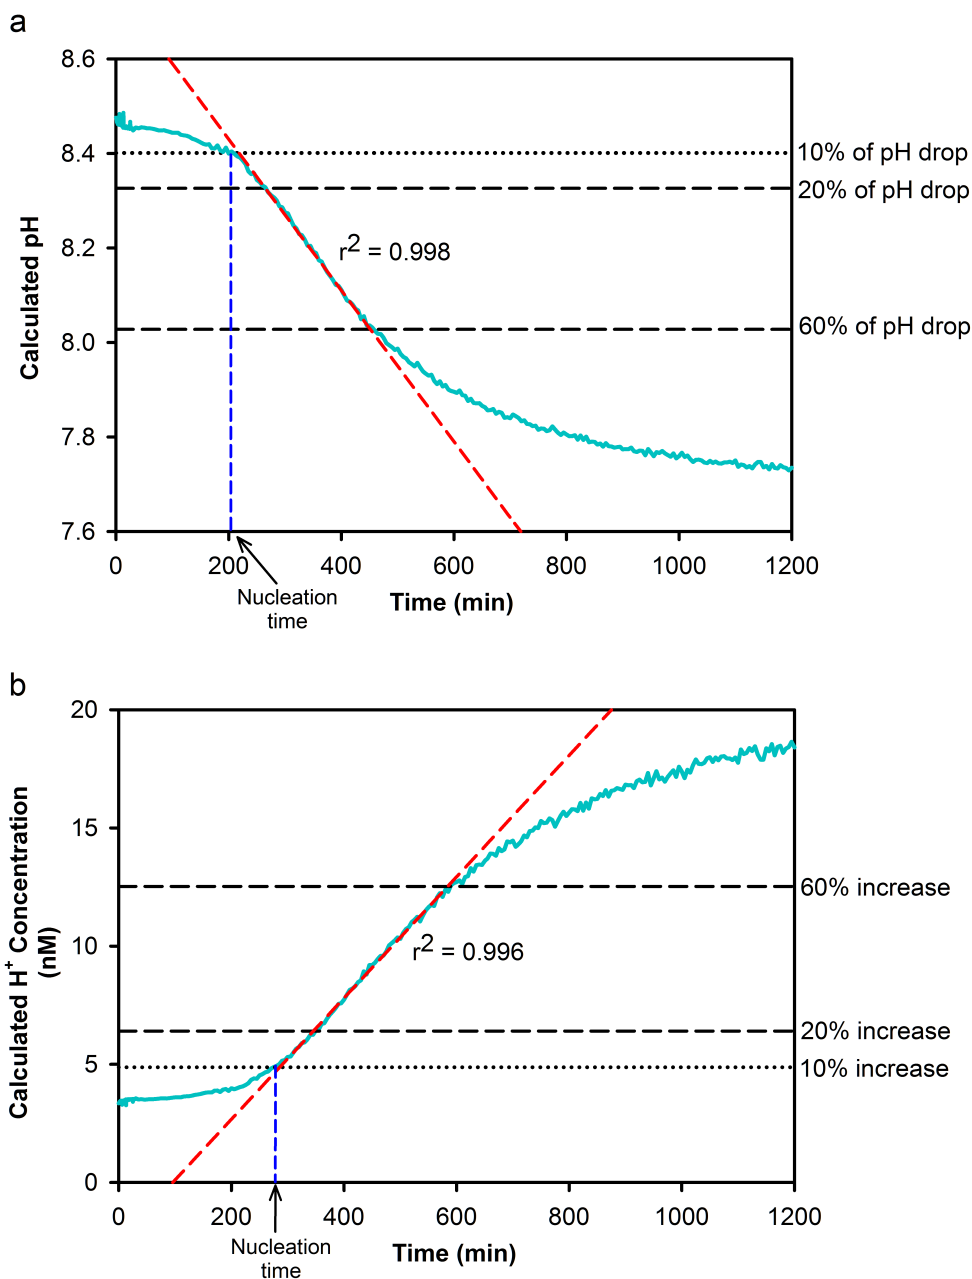 a
8.6
8.4
8.2
8.0
7.8
7.6
Calculated pH
10% of pH drop
20% of pH drop
60% of pH drop
r2 = 0.998
0
200
400
600
800
1000
1200
Nucleation
time
Time (min)
b
20
15
10
5
0
Calculated H+ Concentration
(nM)
60% increase
20% increase
10% increase
r2 = 0.996
0
200
400
600
800
1000
1200
Nucleation
time
Time (min)